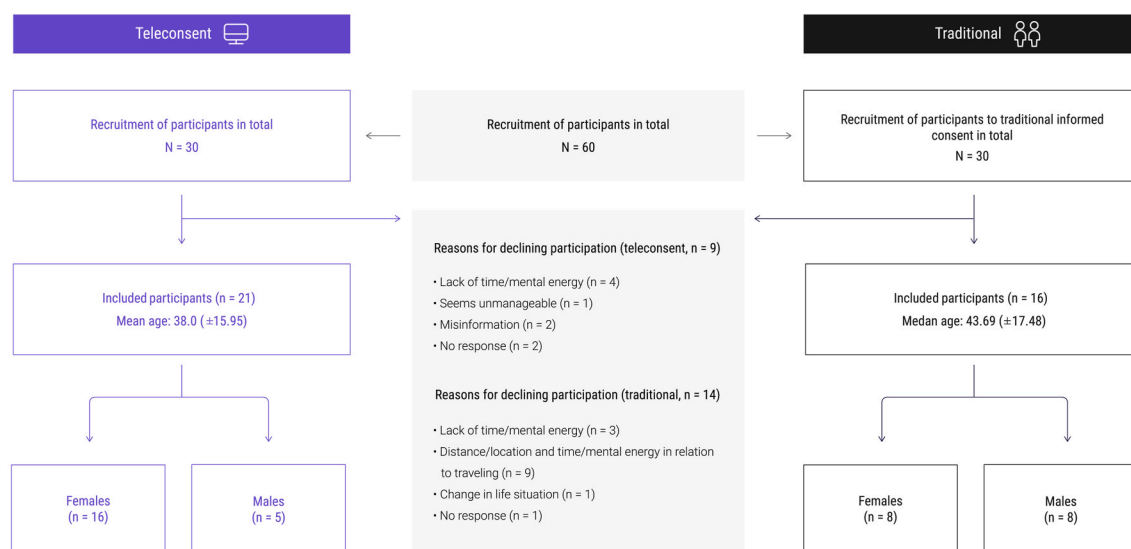 Teleconsent
Traditional
Recruitment of participants in total
N = 30
Recruitment of participants in total
N = 60
Recruitment of participants to traditional informed
consent in total
N = 30
Reasons for declining participation (teleconsent, n = 9)
• Lack of time/mental energy (n = 4)
• Seems unmanageable (n = 1)
• Misinformation (n = 2)
• No response (n = 2)
Reasons for declining participation (traditional, n = 14)
• Lack of time/mental energy (n = 3)
• Distance/location and time/mental energy in relation
to traveling (n = 9)
• Change in life situation (n = 1)
• No response (n = 1)
Included participants (n = 21)
Mean age: 38.0 (±15.95)
Included participants (n = 16)
Medan age: 43.69 (±17.48)
Females
(n = 16)
Males
(n = 5)
Females
(n = 8)
Males
(n = 8)